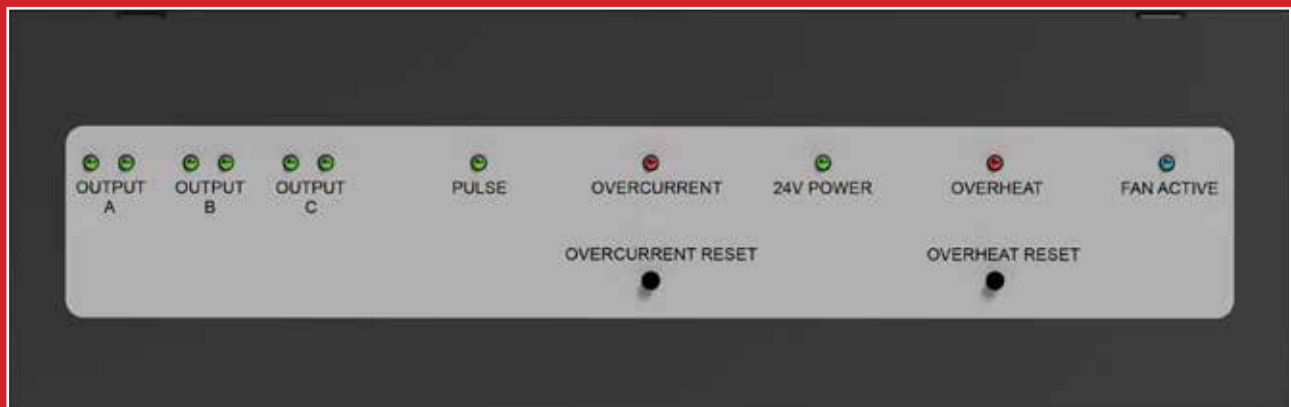 OUTPUT A
OUTPUT B
OUTPUT C
PULSE
OVERCURRENT
24V POWER
OVERHEAT
FAN ACTIVE
OVERCURRENT RESET
OVERHEAT RESET